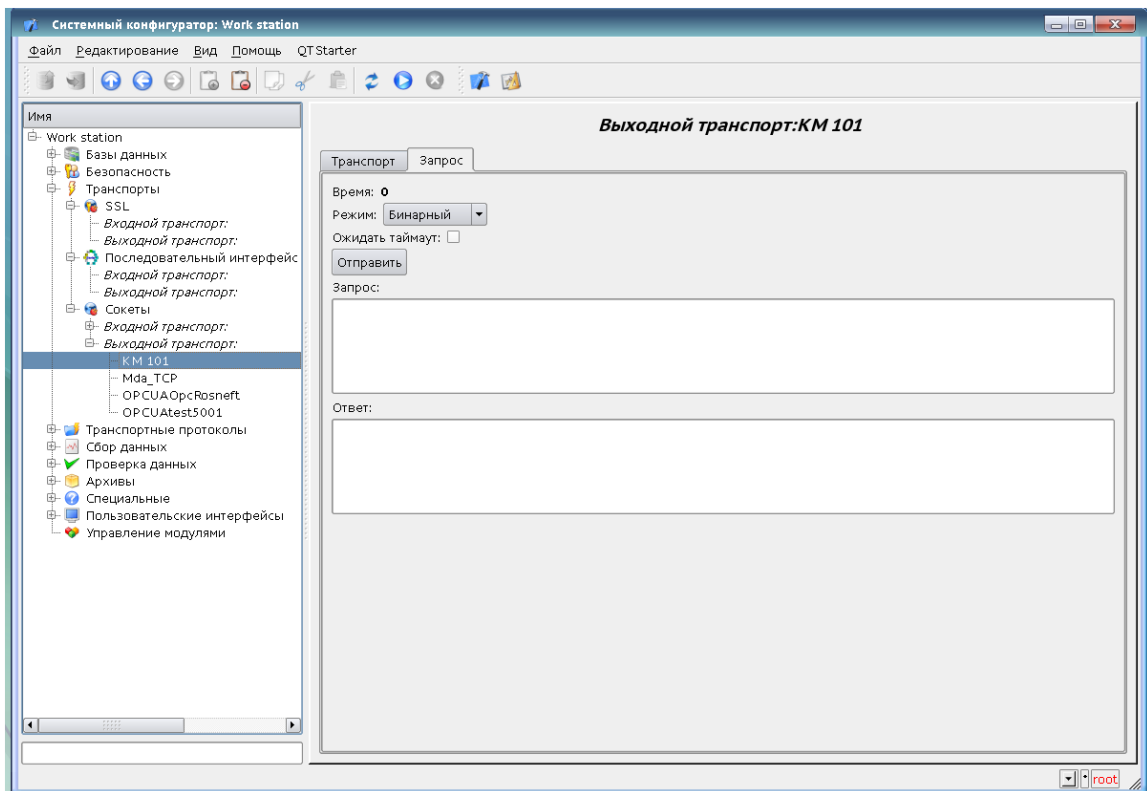 Системный конфигуратор: Work station
Файл Редактирование Вид Помощь QTStarter
Имя
Work station
Базы данных
Безопасность
Транспорты
SSL
Входной транспорт:
Выходной транспорт:
Последовательный интерфейс
Входной транспорт:
Выходной транспорт:
Сокеты
Входной транспорт:
Выходной транспорт:
KM 101
Mda_TCP
OPCUAOpcRosneft
OPCUAtest5001
Транспортные протоколы
Сбор данных
Проверка данных
Архивы
Специальные
Пользовательские интерфейсы
Управление модулями
Выходной транспорт:KM 101
Транспорт Запрос
Время: 0
Режим: Бинарный
Ожидать таймаут:
Отправить
Запрос:
Ответ:
root